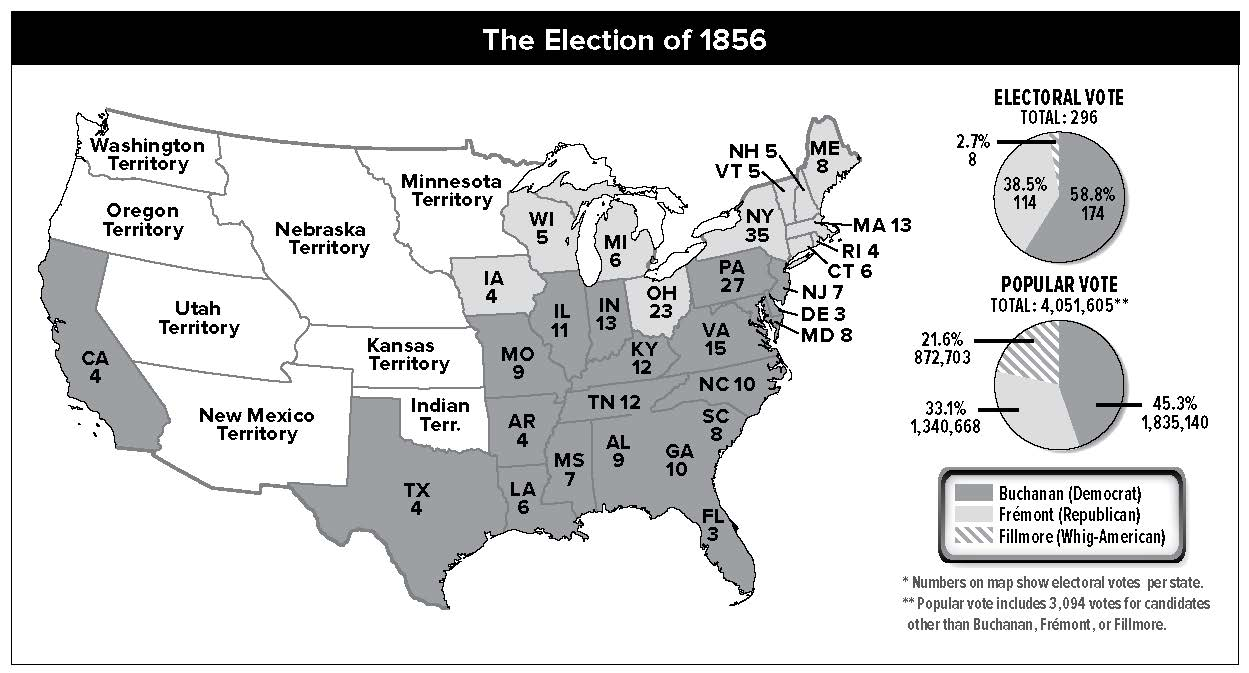 The Election of 1856
Washington
Territory
Oregon
Territory
Nebraska
Territory
Minnesota
Territory
Utah
Territory
Kansas
Territory
New Mexico
Territory
Indian
Terr.
CA
4
TX
4
WI
5
MI
6
IA
4
IL
11
IN
13
OH
23
MO
9
KY
12
VA
15
PA
27
NY
35
NH 5
VT 5
ME
8
MA 13
RI 4
CT 6
NJ 7
DE 3
MD 8
NC 10
TN 12
SC
8
AR
4
MS
7
AL
9
GA
10
LA
6
FL
3
ELECTORAL VOTE
TOTAL: 296
2.7%
8
38.5%
114
58.8%
174
POPULAR VOTE
TOTAL: 4,051,605**
21.6%
872,703
33.1%
1,340,668
45.3%
1,835,140
Buchanan (Democrat)
Frémont (Republican)
Fillmore (Whig-American)
* Numbers on map show electoral votes per state.
** Popular vote includes 3,094 votes for candidates
other than Buchanan, Frémont, or Fillmore.